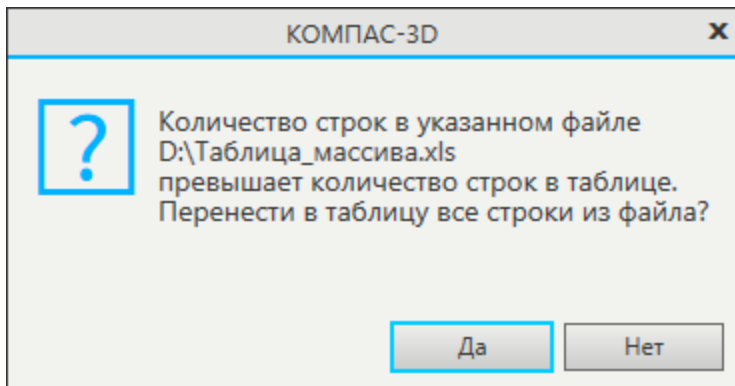 КОМПАС-3D
x
?
Количество строк в указанном файле
D:\Таблица_массива.xls
превышает количество строк в таблице.
Перенести в таблицу все строки из файла?
Да
Нет